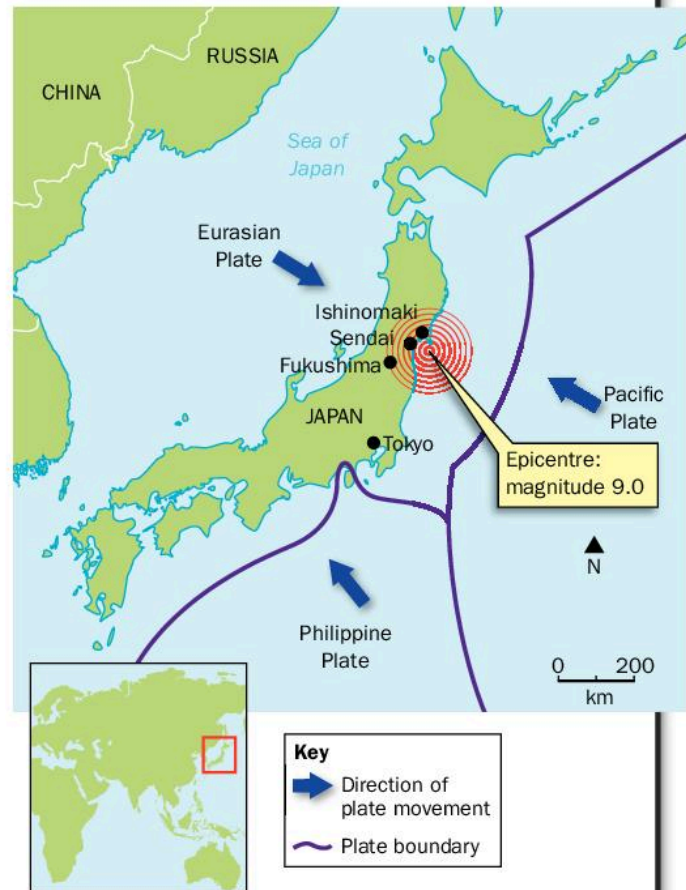 RUSSIA
CHINA
Sea of
Japan
Eurasian
Plate
Ishinomaki
Sendai
Fukushima
Pacific
Plate
JAPAN
Tokyo
Epicentre:
magnitude 9.0
N
Philippine
Plate
0 200
km
Key
Direction of
plate movement
Plate boundary